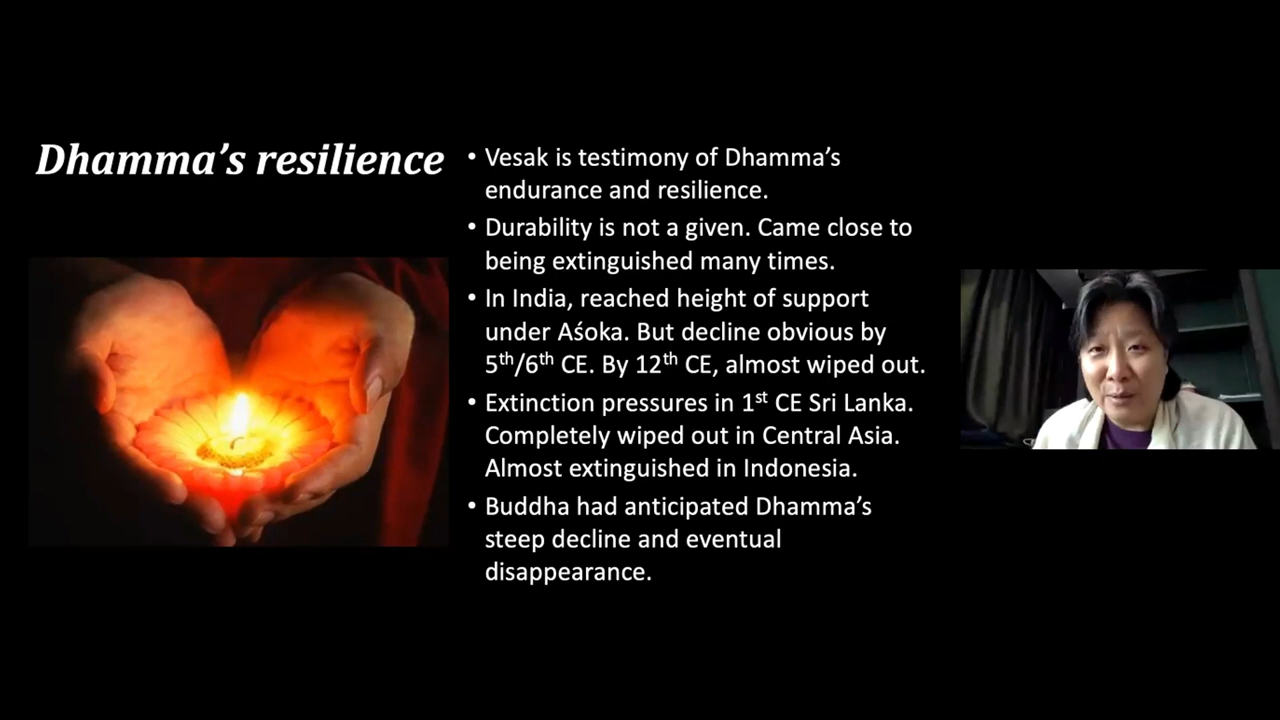 Dhamma’s resilience
• Vesak is testimony of Dhamma’s
endurance and resilience.
• Durability is not a given. Came close to
being extinguished many times.
• In India, reached height of support
under Aśoka. But decline obvious by
5th/6th CE. By 12th CE, almost wiped out.
• Extinction pressures in 1st CE Sri Lanka.
Completely wiped out in Central Asia.
Almost extinguished in Indonesia.
• Buddha had anticipated Dhamma’s
steep decline and eventual
disappearance.